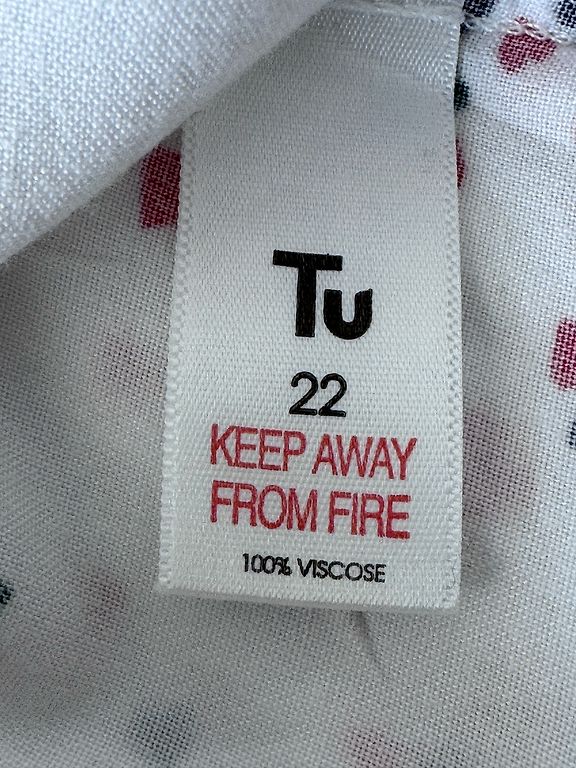 Tu
22
KEEP AWAY
FROM FIRE
100% VISCOSE